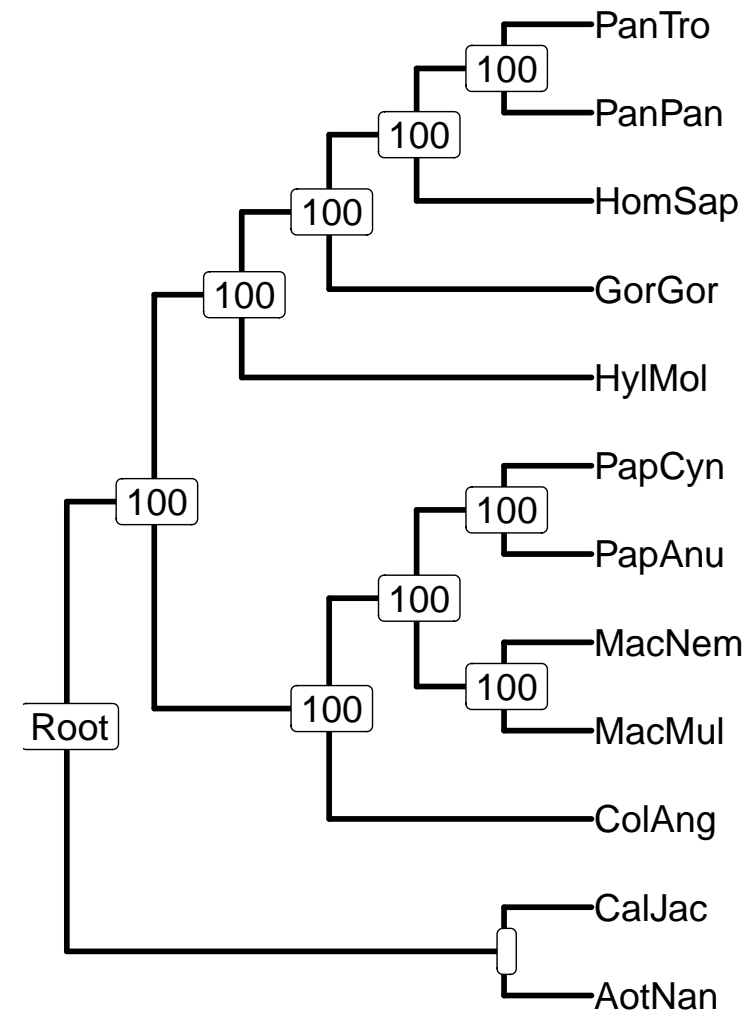 PanTro
100
PanPan
100
HomSap
100
GorGor
100
HylMol
PapCyn
100
100
PapAnu
100
MacNem
100
100
Root
MacMul
ColAng
CalJac
AotNan